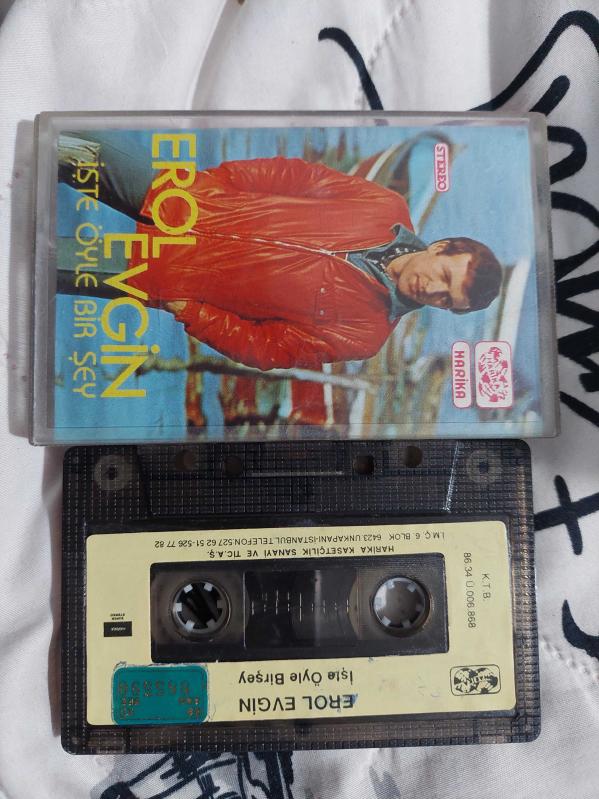 STEREO
HARİKA
EROL EVGİN
İŞTE ÖYLE BİR ŞEY
EROL EVGİN
İşte Öyle Birşey
K.T.B.
86.34.Ü.006.868
HARİKA KASETÇİLİK SANAYİ VE TİC.A.Ş.
İ.M.Ç. 6. BLOK 6423 UNKAPANI-İSTANBUL TELEFON:527 62 51-526 77 82